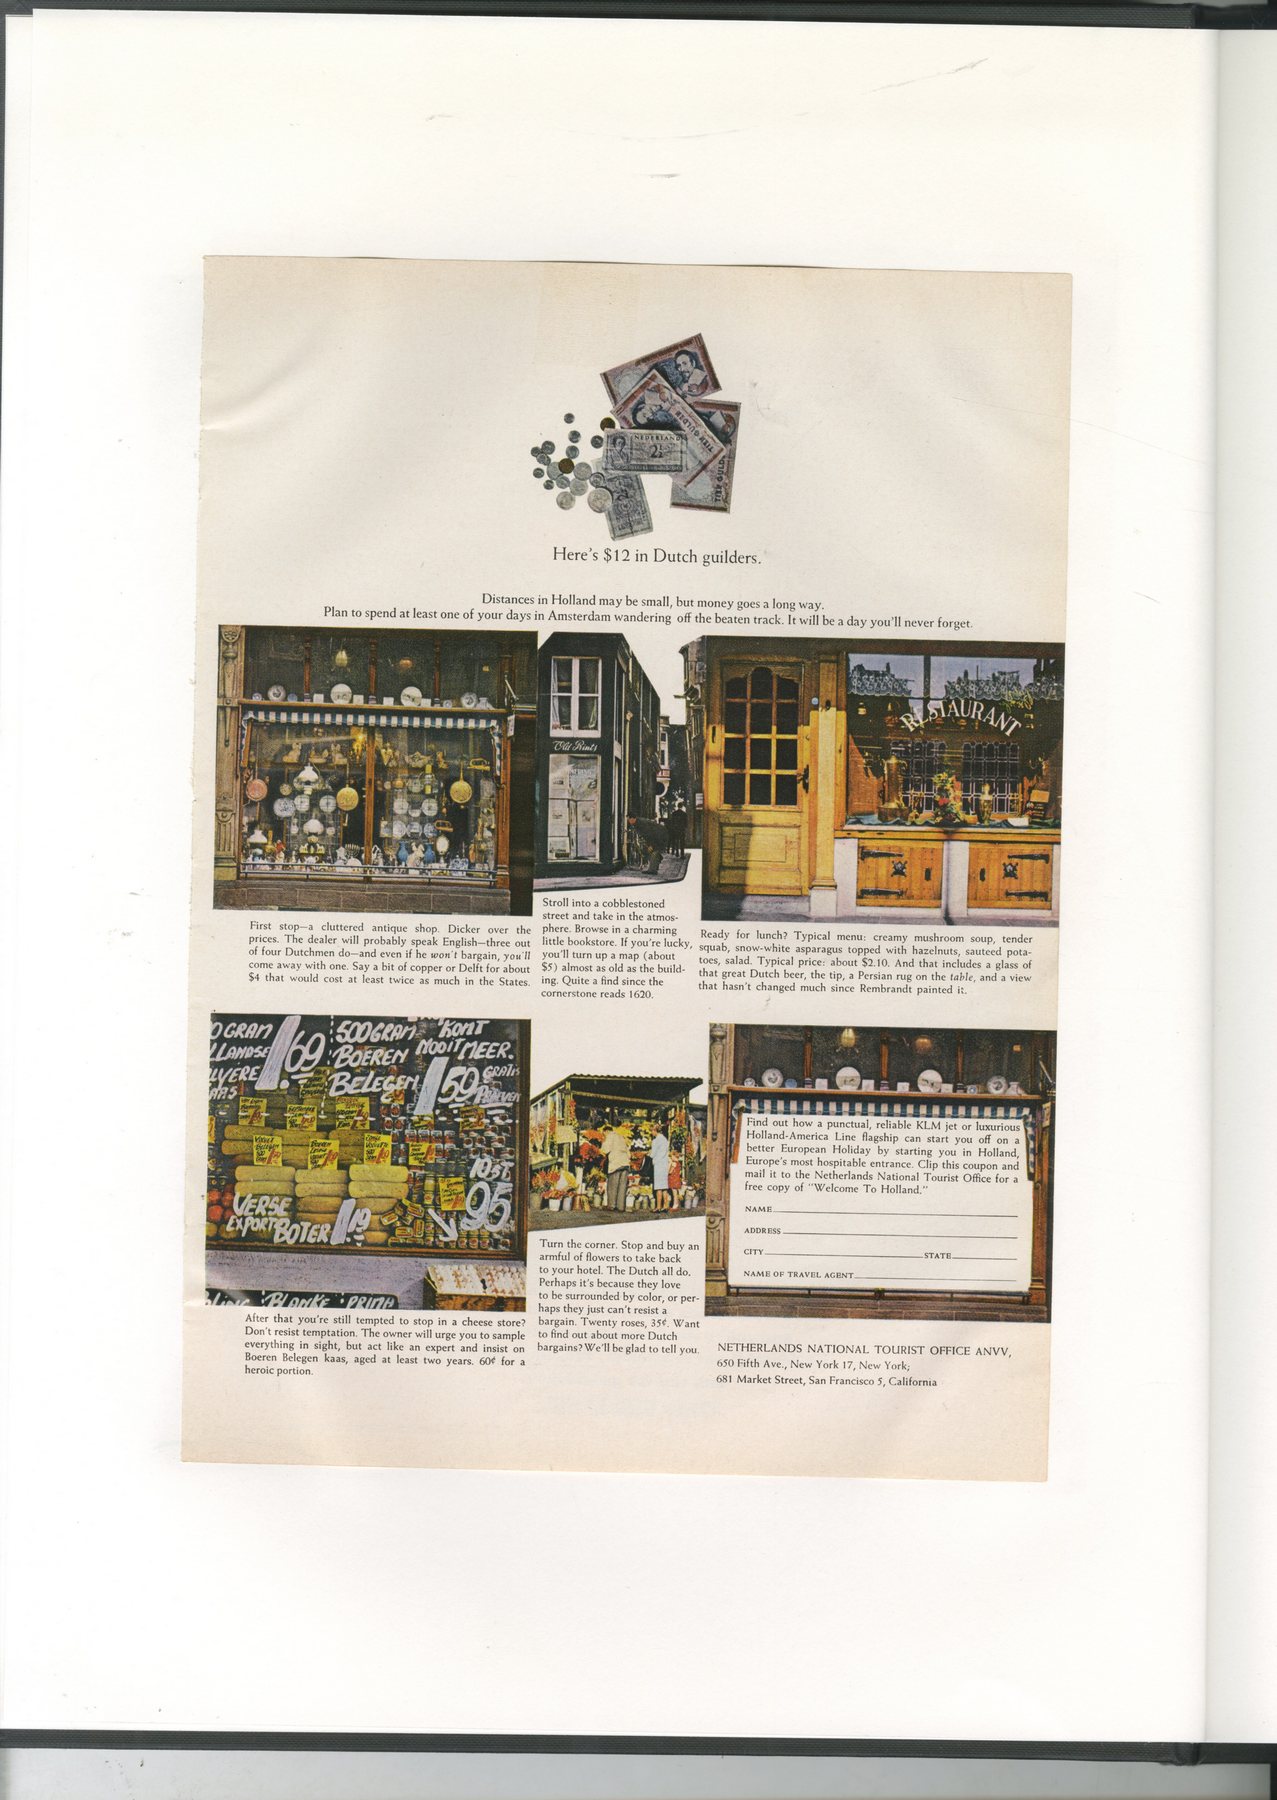 NEDERLAND
2½
TIEN GULDEN
TIEN GULD
Here's $12 in Dutch guilders.
Distances in Holland may be small, but money goes a long way.
Plan to spend at least one of your days in Amsterdam wandering off the beaten track. It will be a day you'll never forget.
Old Prints
RESTAURANT
First stop—a cluttered antique shop. Dicker over the
prices. The dealer will probably speak English—three out
of four Dutchmen do—and even if he won't bargain, you'll
come away with one. Say a bit of copper or Delft for about
$4 that would cost at least twice as much in the States.
Stroll into a cobblestoned
street and take in the atmos-
phere. Browse in a charming
little bookstore. If you're lucky,
you'll turn up a map (about
$5) almost as old as the build-
ing. Quite a find since the
cornerstone reads 1620.
Ready for lunch? Typical menu: creamy mushroom soup, tender
squab, snow-white asparagus topped with hazelnuts, sauteed pota-
toes, salad. Typical price: about $2.10. And that includes a glass of
that great Dutch beer, the tip, a Persian rug on the table, and a view
that hasn't changed much since Rembrandt painted it.
O GRAM
LLANDSE
LVERE
AAS
1.69
500 GRAM
BOEREN
BELEGEN
KOMT
NOOIT MEER.
1.59
GRATIS
PROEVEN
VERSE
EXPORT BOTER 1.19
10 ST
95
BLANKE PRIMA
After that you're still tempted to stop in a cheese store?
Don't resist temptation. The owner will urge you to sample
everything in sight, but act like an expert and insist on
Boeren Belegen kaas, aged at least two years. 60¢ for a
heroic portion.
Turn the corner. Stop and buy an
armful of flowers to take back
to your hotel. The Dutch all do.
Perhaps it's because they love
to be surrounded by color, or per-
haps they just can't resist a
bargain. Twenty roses, 35¢. Want
to find out about more Dutch
bargains? We'll be glad to tell you.
Find out how a punctual, reliable KLM jet or luxurious
Holland-America Line flagship can start you off on a
better European Holiday by starting you in Holland,
Europe's most hospitable entrance. Clip this coupon and
mail it to the Netherlands National Tourist Office for a
free copy of "Welcome To Holland."
NAME
ADDRESS
CITY STATE
NAME OF TRAVEL AGENT
NETHERLANDS NATIONAL TOURIST OFFICE ANVV,
650 Fifth Ave., New York 17, New York;
681 Market Street, San Francisco 5, California